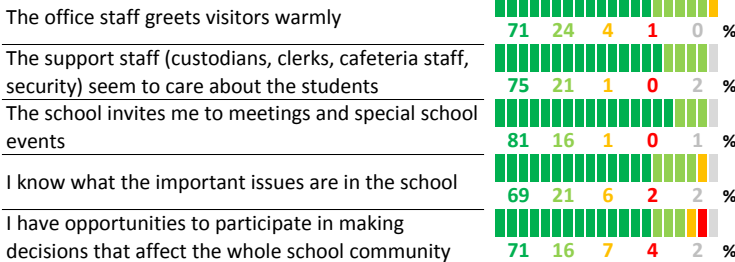 The office staff greets visitors warmly
71 24 4 1 0 %
The support staff (custodians, clerks, cafeteria staff,
security) seem to care about the students
75 21 1 0 2 %
The school invites me to meetings and special school
events
81 16 1 0 1 %
I know what the important issues are in the school
69 21 6 2 2 %
I have opportunities to participate in making
decisions that affect the whole school community
71 16 7 4 2 %